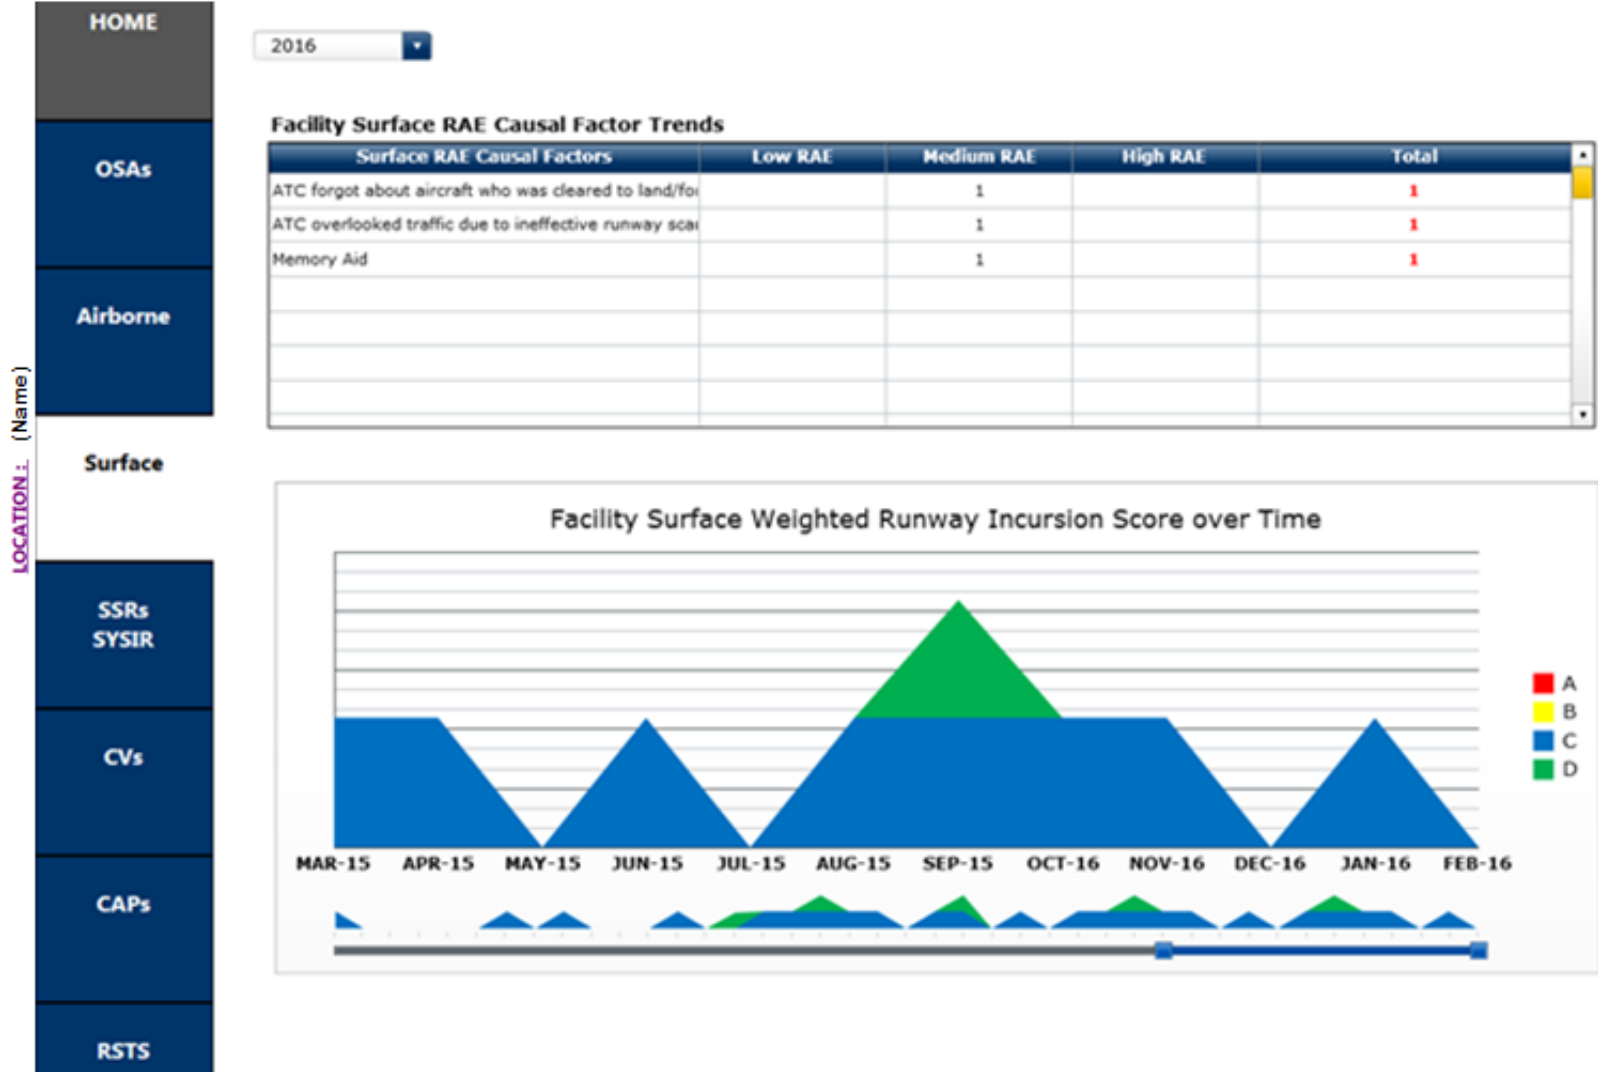 HOME
OSAs
Airborne
Surface
SSRs
SYSIR
CVs
CAPs
RSTS
LOCATION : (Name)
2016
Facility Surface RAE Causal Factor Trends
Surface RAE Causal Factors Low RAE Medium RAE High RAE Total
ATC forgot about aircraft who was cleared to land/for 1 1
ATC overlooked traffic due to ineffective runway scan 1 1
Memory Aid 1 1
Facility Surface Weighted Runway Incursion Score over Time
A
B
C
D
MAR-15 APR-15 MAY-15 JUN-15 JUL-15 AUG-15 SEP-15 OCT-16 NOV-16 DEC-16 JAN-16 FEB-16